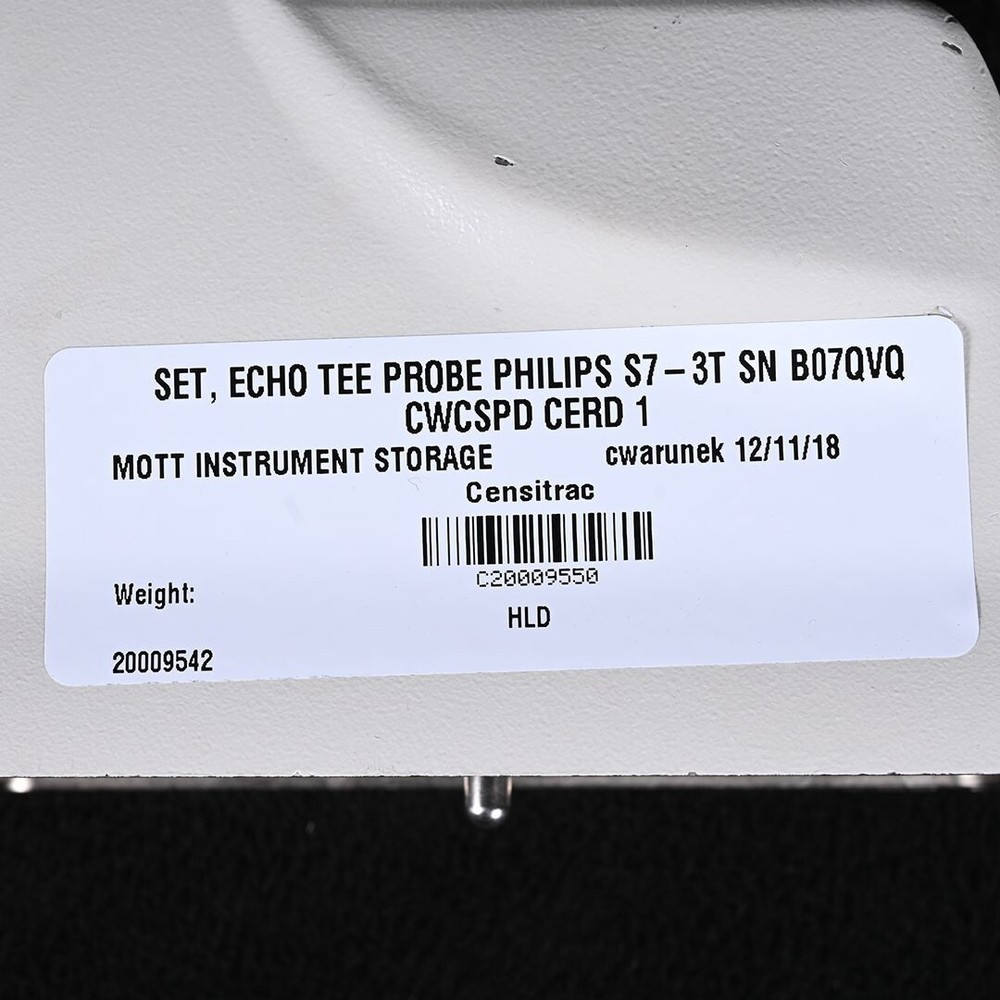 SET, ECHO TEE PROBE PHILIPS S7-3T SN B07QVQ
CWCSPD CERD 1
MOTT INSTRUMENT STORAGE cwarunek 12/11/18
Censitrac
C20009550
Weight:
HLD
20009542